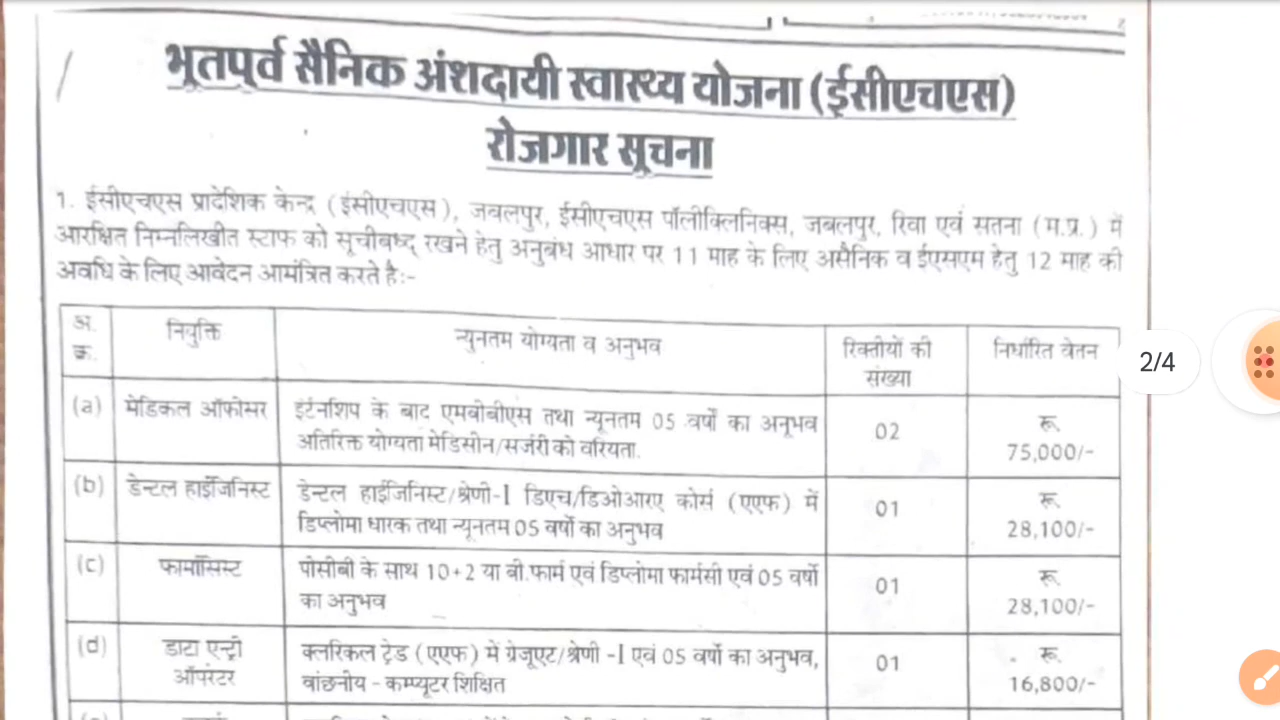 भूतपूर्व सैनिक अंशदायी स्वास्थ्य योजना (ईसीएचएस)
रोजगार सूचना
1. ईसीएचएस प्रादेशिक केन्द्र (ईसीएचएस), जबलपुर, ईसीएचएस पॉलीक्लिनिक्स, जबलपुर, रिवा एवं सतना (म.प्र.) में
आरक्षित निम्नलिखीत स्टाफ को सूचीबध्द रखने हेतु अनुबंध आधार पर 11 माह के लिए असैनिक व ईएसएम हेतु 12 माह की
अवधि के लिए आवेदन आमंत्रित करते है:-
अ.
क्र.
नियुक्ति
न्युनतम योग्यता व अनुभव
रिक्तीयों की
संख्या
निर्धारित वेतन
2/4
(a)
मेडिकल ऑफीसर
इंर्टनशिप के बाद एमबीबीएस तथा न्यूनतम 05 वर्षो का अनूभव
अतिरिक्त योग्यता मेडिसीन/सर्जरी को वरियता.
02
रू.
75,000/-
(b)
डेन्टल हाईजिनिस्ट
डेन्टल हाईजिनिस्ट/श्रेणी-I डिएच/डिओआरए कोर्स (एएफ) में
डिप्लोमा धारक तथा न्यूनतम 05 वर्षो का अनुभव
01
रू.
28,100/-
(c)
फार्मासिस्ट
पीसीबी के साथ 10+2 या बी.फार्म एवं डिप्लोमा फार्मसी एवं 05 वर्षो
का अनुभव
01
रू.
28,100/-
(d)
डाटा एन्ट्री
ऑपरेटर
क्लरिकल ट्रेड (एएफ) में ग्रेजूएट/श्रेणी -I एवं 05 वर्षो का अनुभव,
वांछनीय - कम्प्यूटर शिक्षित
01
रू.
16,800/-